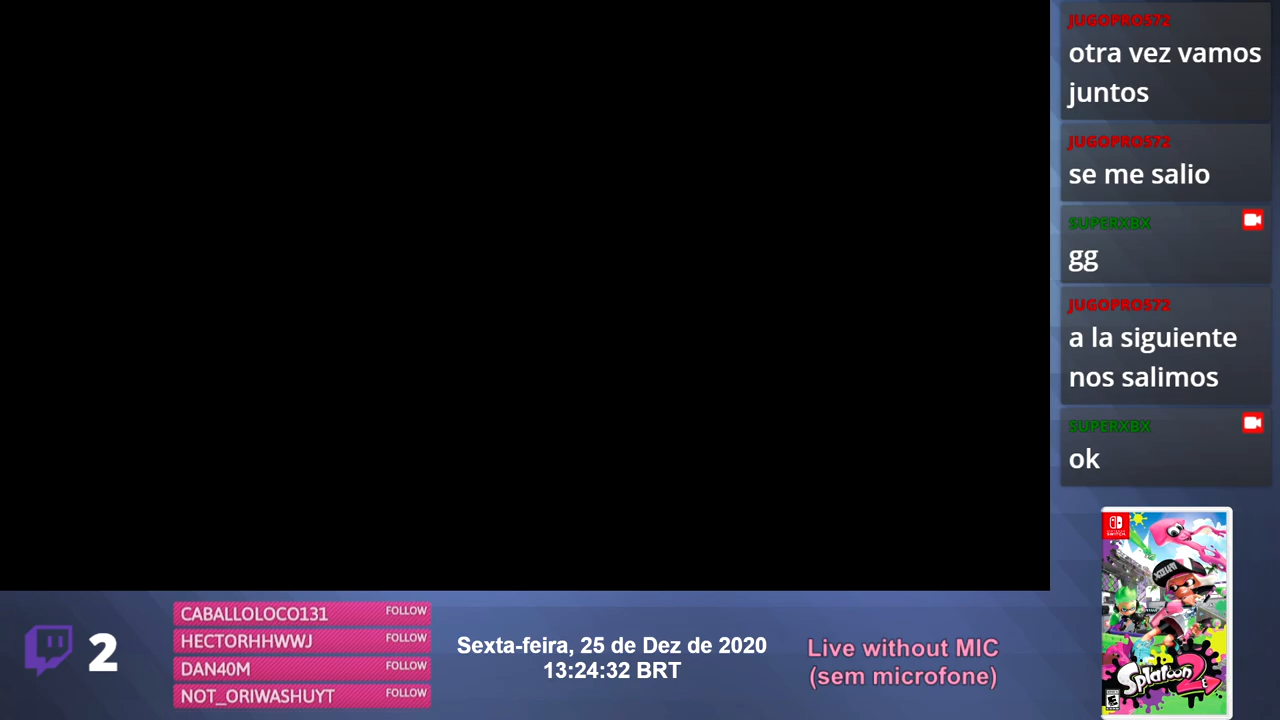 JUGOPRO572
otra vez vamos
juntos
JUGOPRO572
se me salio
SUPERXBX
gg
JUGOPRO572
a la siguiente
nos salimos
SUPERXBX
ok
2
CABALLOLOCO131 FOLLOW
HECTORHHWWJ FOLLOW
DAN40M FOLLOW
NOT_ORIWASHUYT FOLLOW
Sexta-feira, 25 de Dez de 2020
13:24:32 BRT
Live without MIC
(sem microfone)
Splatoon 2